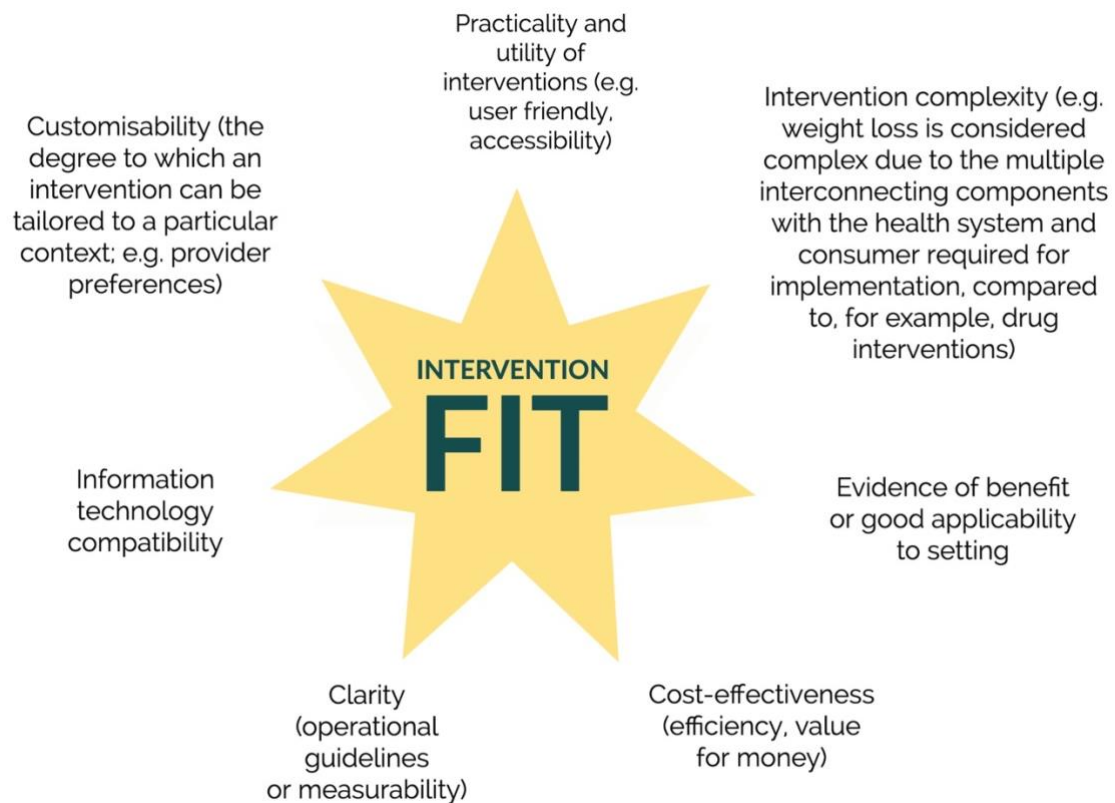 Practicality and
utility of
interventions (e.g.
user friendly,
accessibility)
Customisability (the
degree to which an
intervention can be
tailored to a particular
context; e.g. provider
preferences)
Intervention complexity (e.g.
weight loss is considered
complex due to the multiple
interconnecting components
with the health system and
consumer required for
implementation, compared
to, for example, drug
interventions)
INTERVENTION
FIT
Information
technology
compatibility
Evidence of benefit
or good applicability
to setting
Clarity
(operational
guidelines
or measurability)
Cost-effectiveness
(efficiency, value
for money)